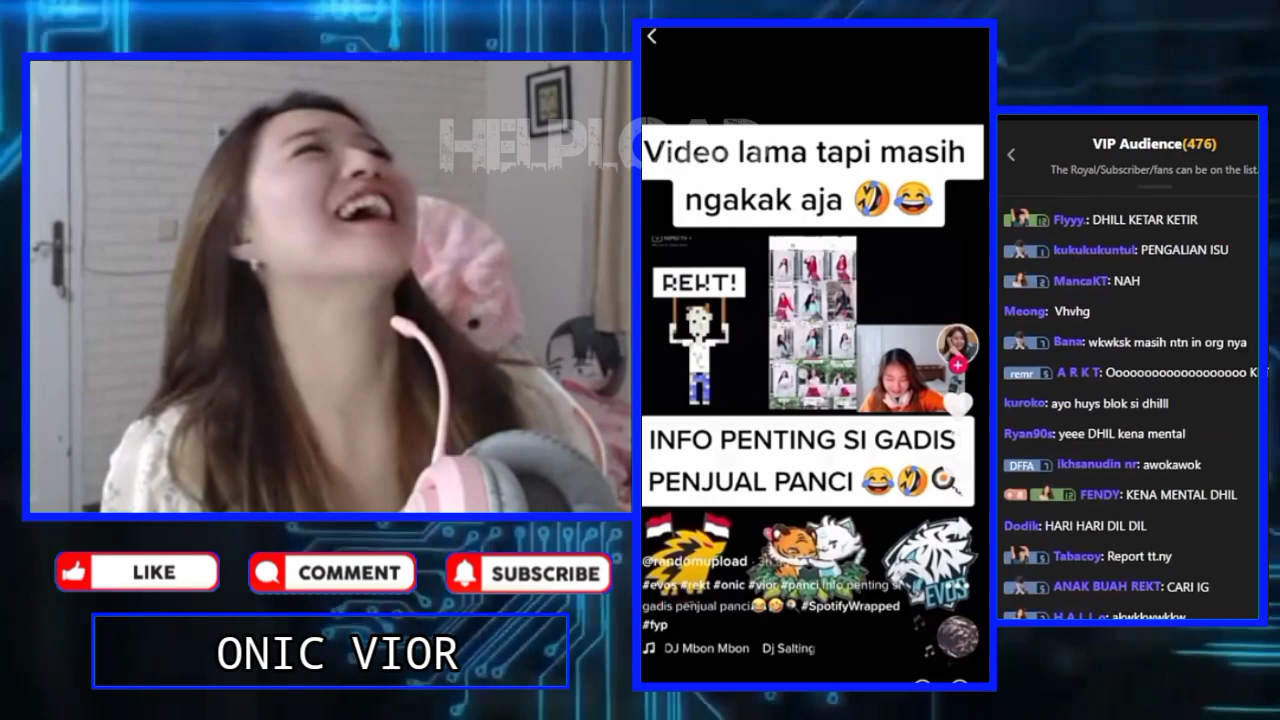 HELPLOAD
LIKE
COMMENT
SUBSCRIBE
ONIC VIOR
Video lama tapi masih
ngakak aja 🤣😂
REKT!
INFO PENTING SI GADIS
PENJUAL PANCI 😂🤣🍳
EVOS
@randomupload
#evos #rekt #onic #vior #panci info penting si
gadis penjual panci😂🤣🍳 #SpotifyWrapped
#fyp
DJ Mbon Mbon Dj Salting
VIP Audience(476)
The Royal/Subscriber/fans can be on the list.
Flyyy.: DHILL KETAR KETIR
kukukukuntul: PENGALIAN ISU
MancaKT: NAH
Meong: Vhvhg
Bana: wkwksk masih ntn in org nya
remr 5 A R K T: Oooooooooooooooooo K
kuroko: ayo huys blok si dhilll
Ryan90s: yeee DHIL kena mental
DFFA ikhsanudin nr: awokawok
FENDY: KENA MENTAL DHIL
Dodik: HARI HARI DIL DIL
Tabacoy: Report tt.ny
ANAK BUAH REKT: CARI IG
akwkkwwkkw